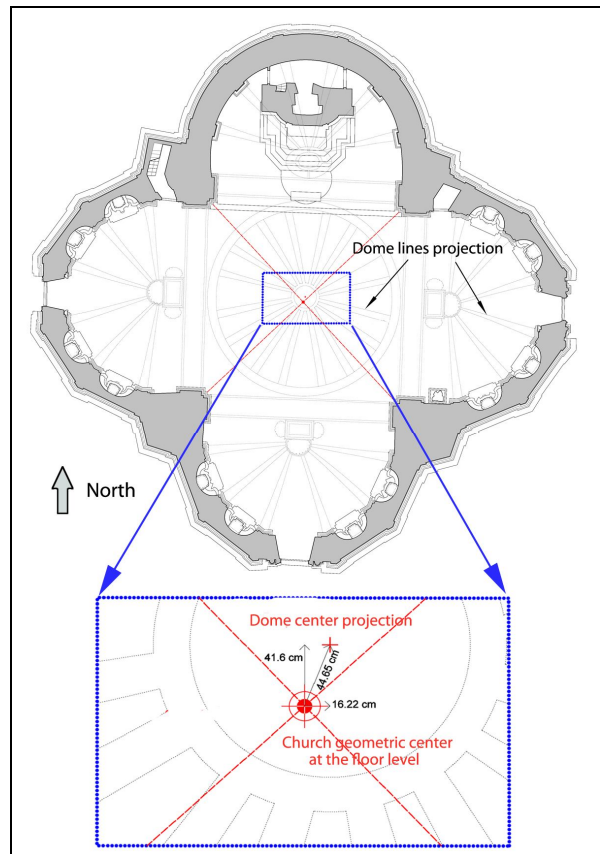 Dome lines projection
North
Dome center projection
41.6 cm
44.65 cm
16.22 cm
Church geometric center
at the floor level